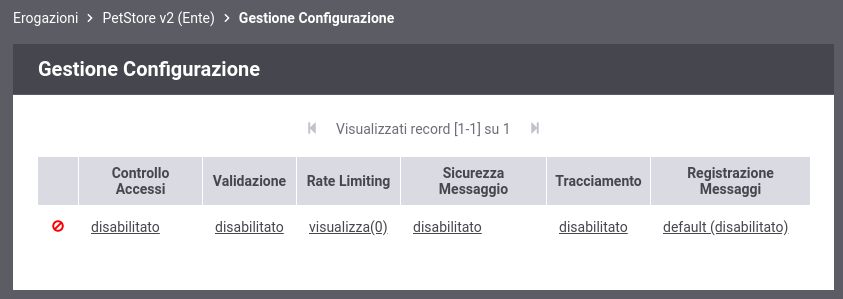 Erogazioni > PetStore v2 (Ente) > Gestione Configurazione
Gestione Configurazione
Visualizzati record [1-1] su 1
Controllo Accessi Validazione Rate Limiting Sicurezza Messaggio Tracciamento Registrazione Messaggi
disabilitato disabilitato visualizza(0) disabilitato disabilitato default (disabilitato)